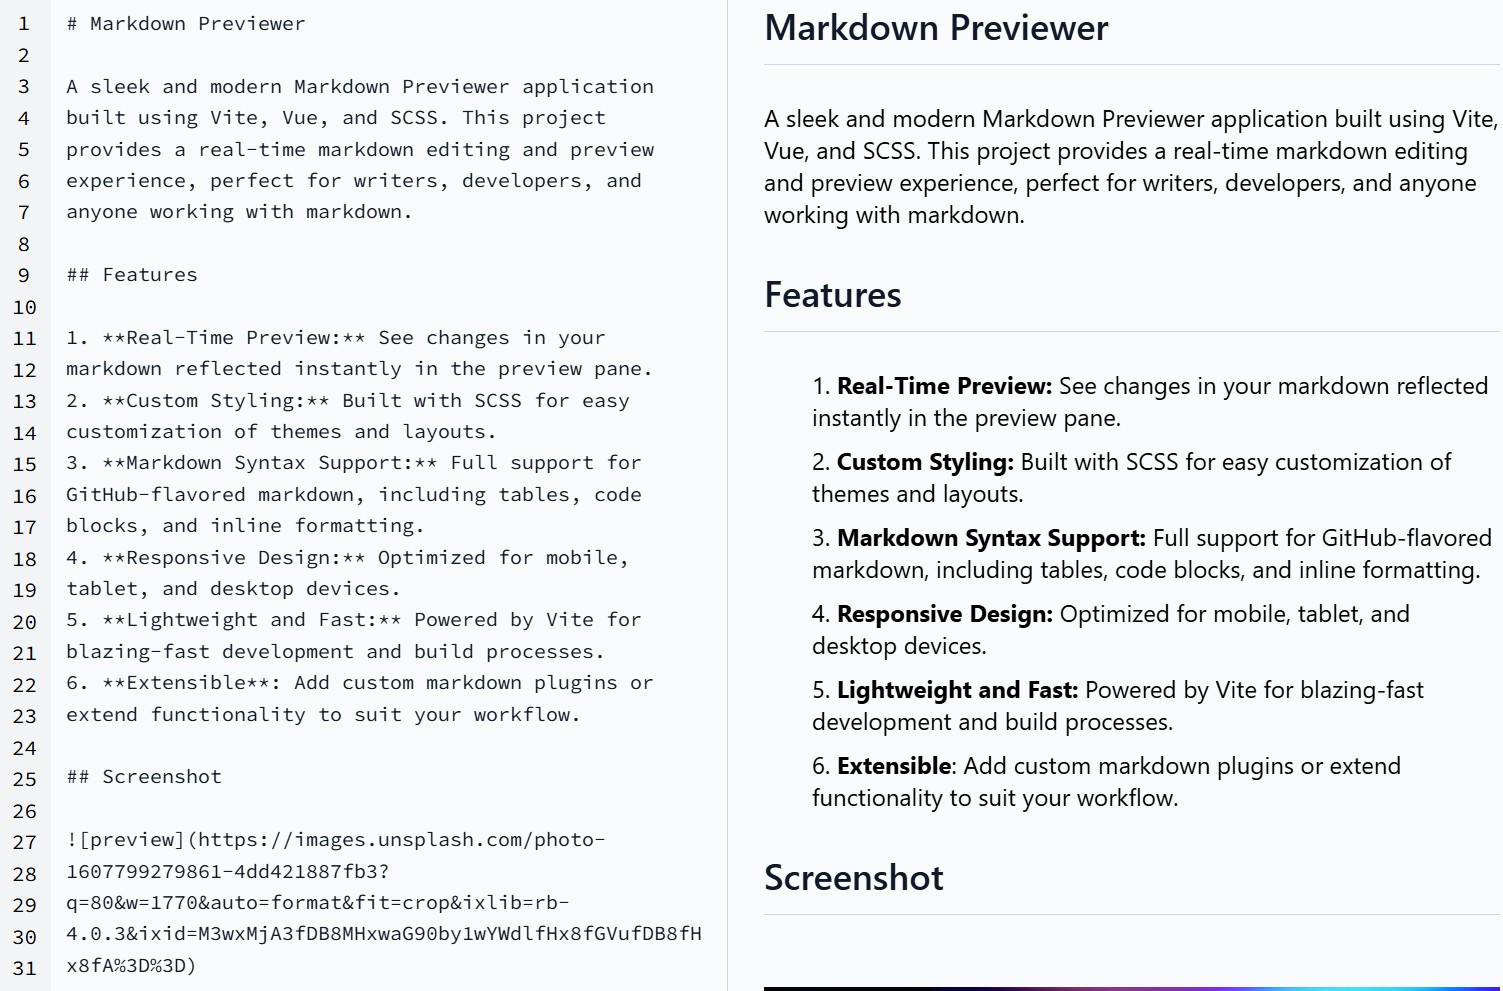 1 # Markdown Previewer
2
3 A sleek and modern Markdown Previewer application
4 built using Vite, Vue, and SCSS. This project
5 provides a real-time markdown editing and preview
6 experience, perfect for writers, developers, and
7 anyone working with markdown.
8
9 ## Features
10
11 1. **Real-Time Preview:** See changes in your
12 markdown reflected instantly in the preview pane.
13 2. **Custom Styling:** Built with SCSS for easy
14 customization of themes and layouts.
15 3. **Markdown Syntax Support:** Full support for
16 GitHub-flavored markdown, including tables, code
17 blocks, and inline formatting.
18 4. **Responsive Design:** Optimized for mobile,
19 tablet, and desktop devices.
20 5. **Lightweight and Fast:** Powered by Vite for
21 blazing-fast development and build processes.
22 6. **Extensible**: Add custom markdown plugins or
23 extend functionality to suit your workflow.
24
25 ## Screenshot
26
27 ![preview](https://images.unsplash.com/photo-
28 1607799279861-4dd421887fb3?
29 q=80&w=1770&auto=format&fit=crop&ixlib=rb-
30 4.0.3&ixid=M3wxMjA3fDB8MHxwaG90by1wYWdlfHx8fGVufDB8fH
31 x8fA%3D%3D)
Markdown Previewer
A sleek and modern Markdown Previewer application built using Vite,
Vue, and SCSS. This project provides a real-time markdown editing
and preview experience, perfect for writers, developers, and anyone
working with markdown.
Features
1. Real-Time Preview: See changes in your markdown reflected
instantly in the preview pane.
2. Custom Styling: Built with SCSS for easy customization of
themes and layouts.
3. Markdown Syntax Support: Full support for GitHub-flavored
markdown, including tables, code blocks, and inline formatting.
4. Responsive Design: Optimized for mobile, tablet, and
desktop devices.
5. Lightweight and Fast: Powered by Vite for blazing-fast
development and build processes.
6. Extensible: Add custom markdown plugins or extend
functionality to suit your workflow.
Screenshot